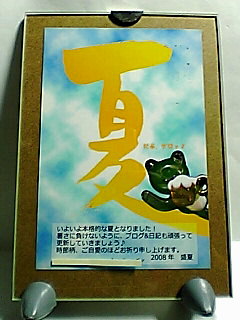 夏
いよいよ本格的な夏となりました！
暑さに負けないように、ブログ&日記も頑張って
更新していきましょう♪
時節柄、ご自愛のほどお祈り申し上げます。
2008年 盛夏